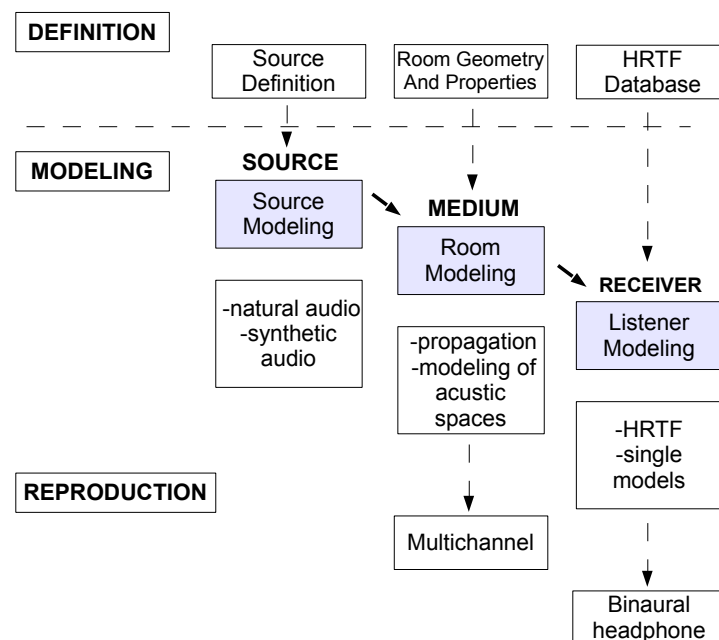 DEFINITION
Source
Definition
Room Geometry
And Properties
HRTF
Database
MODELING
SOURCE
Source
Modeling
MEDIUM
Room
Modeling
RECEIVER
Listener
Modeling
-natural audio
-synthetic
audio
-propagation
-modeling of
acustic
spaces
-HRTF
-single
models
REPRODUCTION
Multichannel
Binaural
headphone